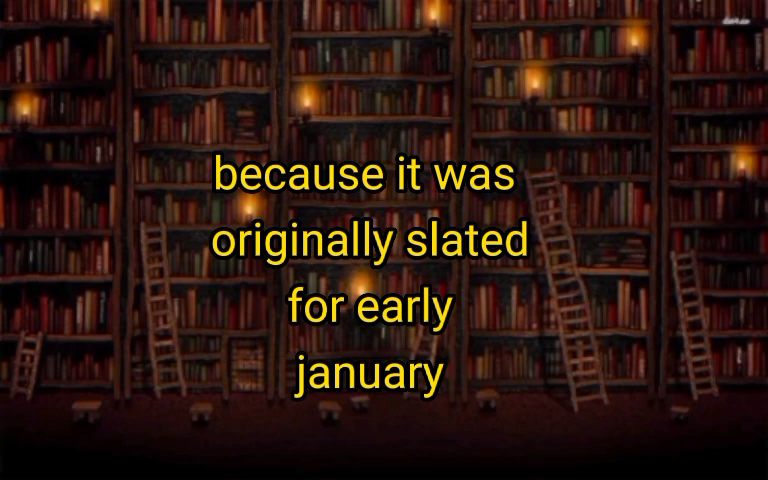 because it was
originally slated
for early
january